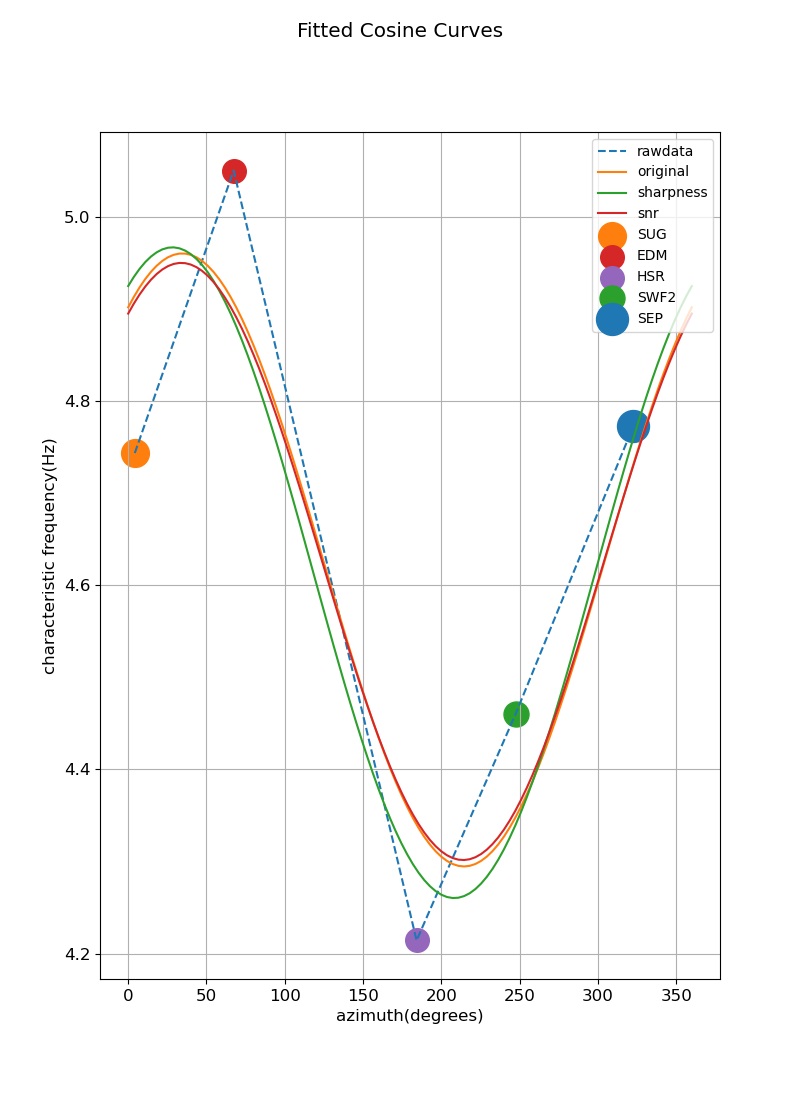 Fitted Cosine Curves
rawdata
original
sharpness
snr
SUG
EDM
HSR
SWF2
SEP
characteristic frequency(Hz)
5.0
4.8
4.6
4.4
4.2
0 50 100 150 200 250 300 350
azimuth(degrees)